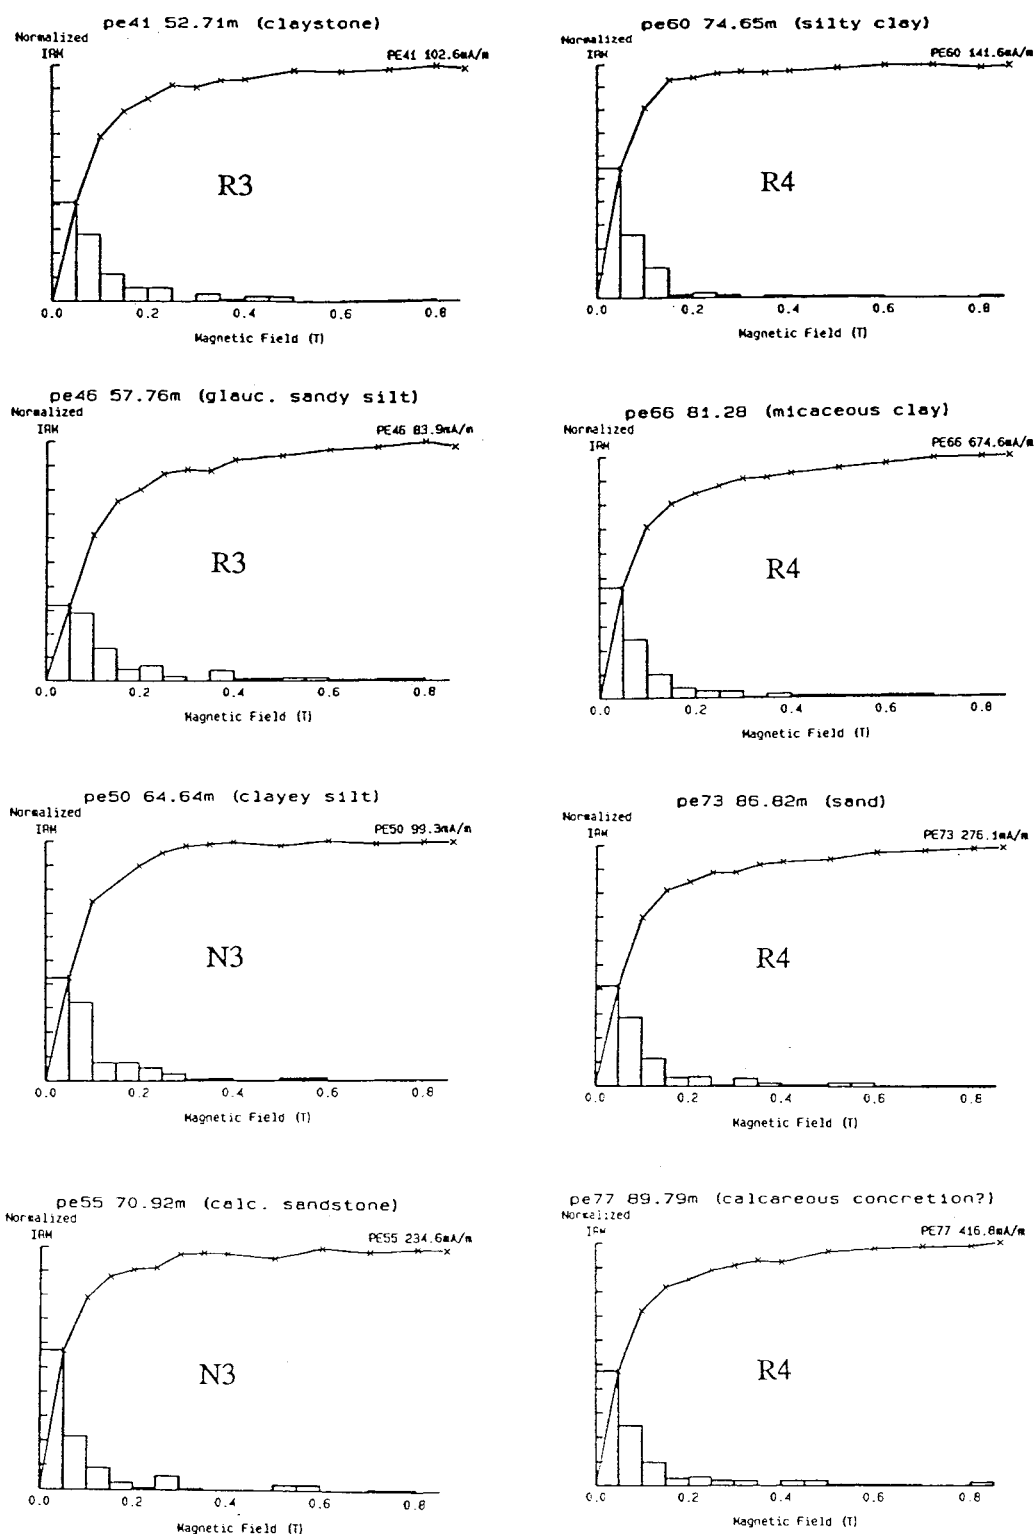 pe41 52.71m (claystone)
Normalized
IRM
PE41 102.6mA/m
R3
0.0 0.2 0.4 0.6 0.8
Magnetic Field (T)
pe60 74.65m (silty clay)
Normalized
IRM
PE60 141.6mA/m
R4
0.0 0.2 0.4 0.6 0.8
Magnetic Field (T)
pe46 57.76m (glauc. sandy silt)
Normalized
IRM
PE46 83.9mA/m
R3
0.0 0.2 0.4 0.6 0.8
Magnetic Field (T)
pe66 81.28 (micaceous clay)
Normalized
IRM
PE66 674.6mA/m
R4
0.0 0.2 0.4 0.6 0.8
Magnetic Field (T)
pe50 64.64m (clayey silt)
Normalized
IRM
PE50 99.3mA/m
N3
0.0 0.2 0.4 0.6 0.8
Magnetic Field (T)
pe73 86.82m (sand)
Normalized
IRM
PE73 276.1mA/m
R4
0.0 0.2 0.4 0.6 0.8
Magnetic Field (T)
pe55 70.92m (calc. sandstone)
Normalized
IRM
PE55 234.6mA/m
N3
0.0 0.2 0.4 0.6 0.8
Magnetic Field (T)
pe77 89.79m (calcareous concretion?)
Normalized
IRM
PE77 416.8mA/m
R4
0.0 0.2 0.4 0.6 0.8
Magnetic Field (T)